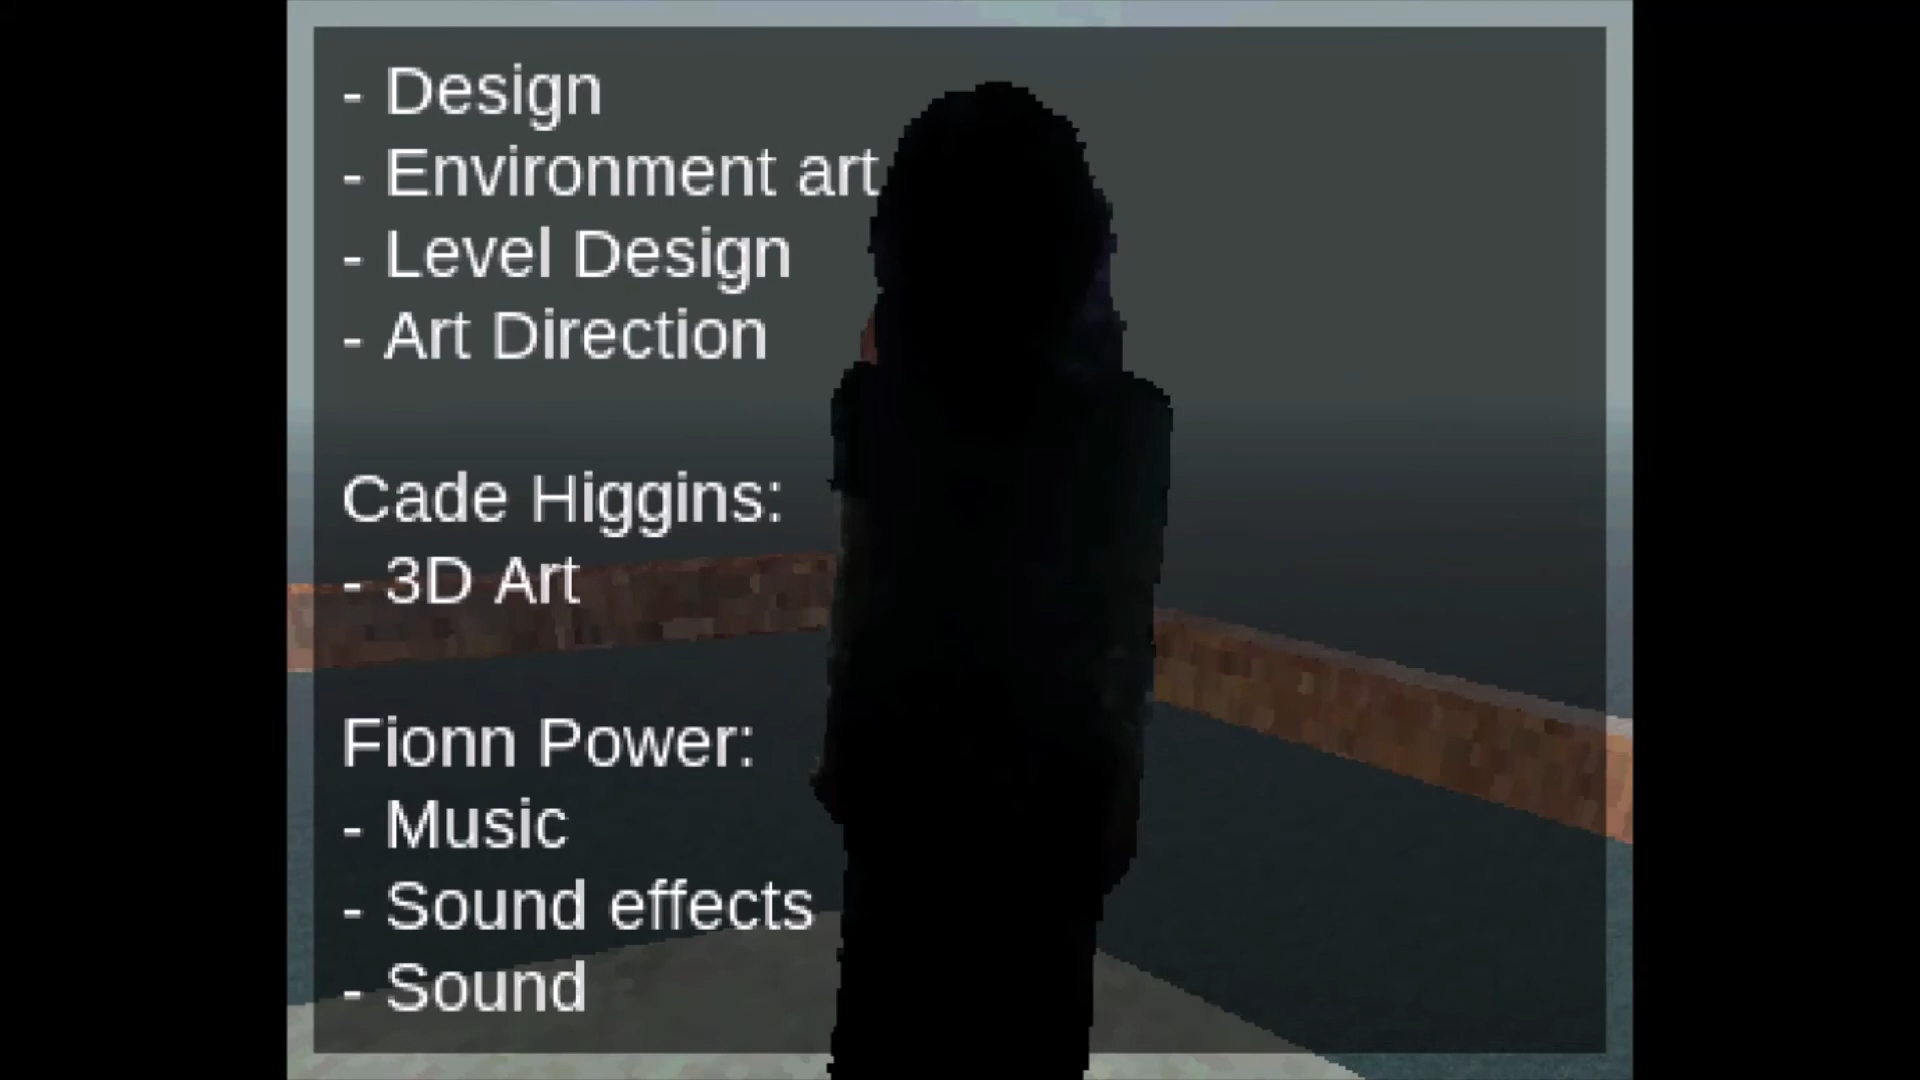 - Design
- Environment art
- Level Design
- Art Direction
Cade Higgins:
- 3D Art
Fionn Power:
- Music
- Sound effects
- Sound